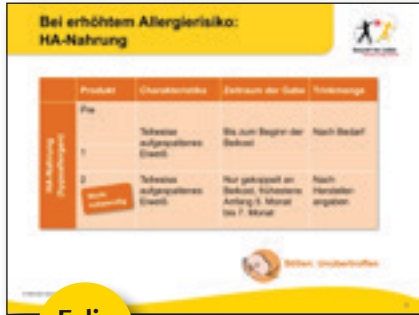 Bei erhöhtem Allergierisiko:
HA-Nahrung
Produkt Charakteristika Zeitraum der Gabe Trinkmenge
HA-Nahrung
(hypoallergen)
Pre
1
Teilweise
aufgespaltenes
Eiweiß
Bis zum Beginn der
Beikost
Nach Bedarf
2
Nicht
notwendig
Teilweise
aufgespaltenes
Eiweiß
Nur gekoppelt an
Beikost, frühestens
Anfang 5. Monat
bis 7. Monat
Nach
Hersteller-
angaben
Stillen: Unübertroffen
Folie